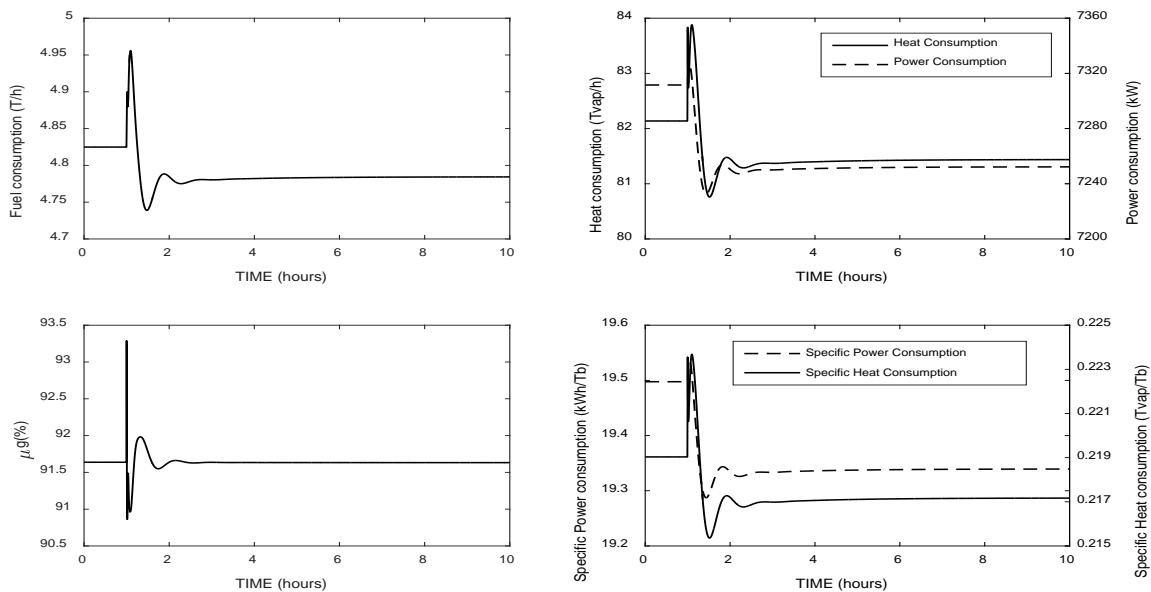 5
4.95
4.9
4.85
4.8
4.75
4.7
Fuel consumption (T/h)
0 2 4 6 8 10
TIME (hours)
84
83
82
81
80
Heat consumption (Tvap/h)
Heat Consumption
Power Consumption
7360
7320
7280
7240
7200
Power consumption (kW)
0 2 4 6 8 10
TIME (hours)
93.5
93
92.5
92
91.5
91
90.5
μg(%)
0 2 4 6 8 10
TIME (hours)
19.6
19.5
19.4
19.3
19.2
Specific Power consumption (kWh/Tb)
Specific Power Consumption
Specific Heat Consumption
0.225
0.223
0.221
0.219
0.217
0.215
Specific Heat consumption (Tvap/Tb)
0 2 4 6 8 10
TIME (hours)